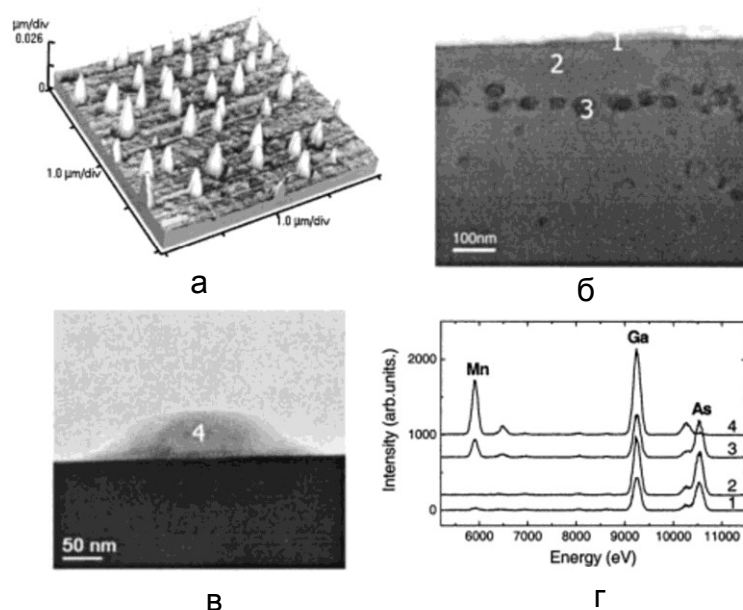 µm/div
0.026
0
1.0 µm/div
1.0 µm/div
а
1
2
3
100nm
б
4
50 nm
в
Intensity (arb.units.)
2000
1000
0
Mn
Ga
As
4
3
2
1
6000 7000 8000 9000 10000 11000
Energy (eV)
г